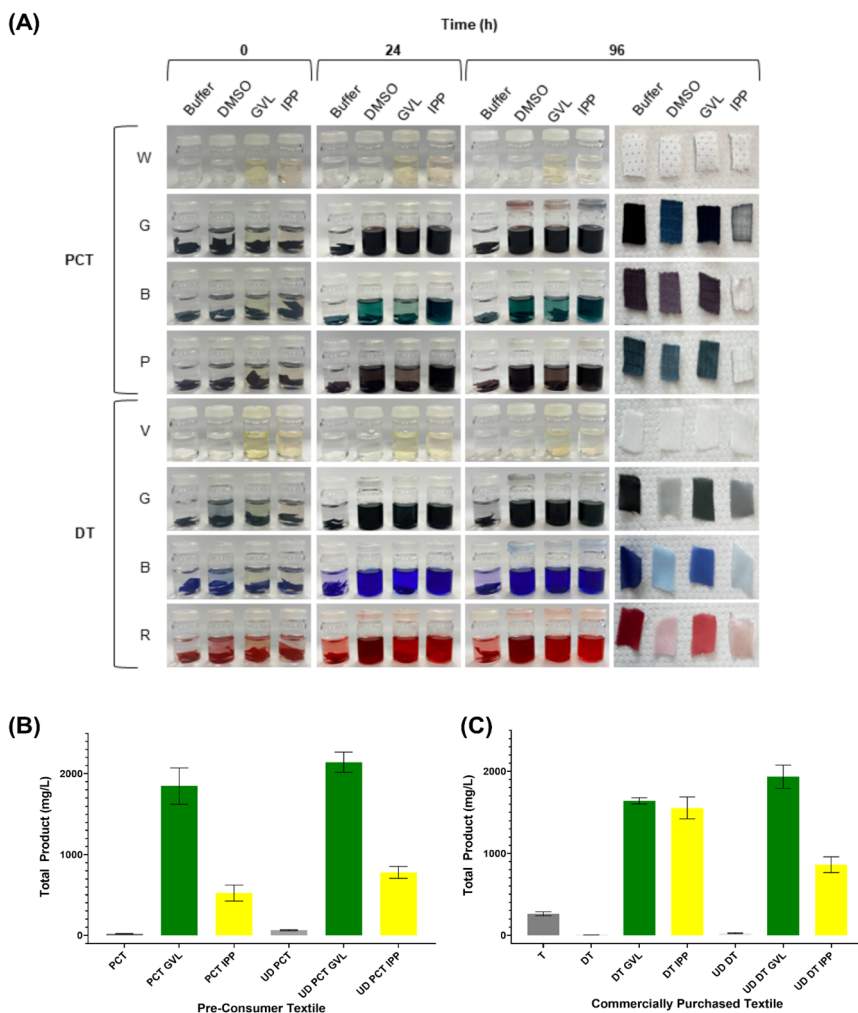 (A)
Time (h)
0 24 96
Buffer DMSO GVL IPP Buffer DMSO GVL IPP Buffer DMSO GVL IPP Buffer DMSO GVL IPP
W
G
PCT
B
P
V
G
DT
B
R
(B)
Total Product (mg/L)
2000
1000
0
PCT PCT GVL PCT IPP UD PCT UD PCT GVL UD PCT IPP
Pre-Consumer Textile
(C)
Total Product (mg/L)
2000
1000
0
T DT DT GVL DT IPP UD DT UD DT GVL UD DT IPP
Commercially Purchased Textile